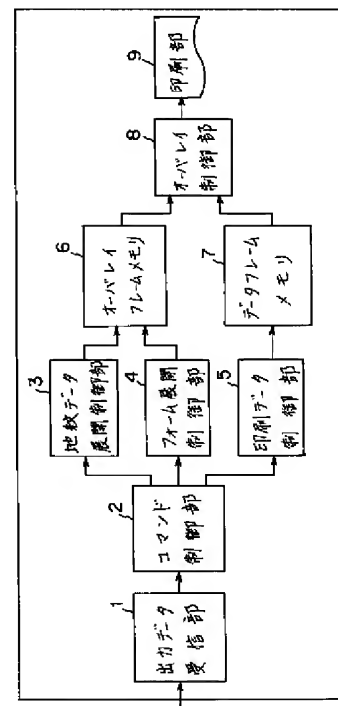 1
出力データ
受信部
2
コマンド
制御部
3
地紋データ
展開制御部
4
フォーム展開
制御部
5
印刷データ
制御部
6
オーバレイ
フレームメモリ
7
データフレーム
メモリ
8
オーバレイ
制御部
9
印刷部